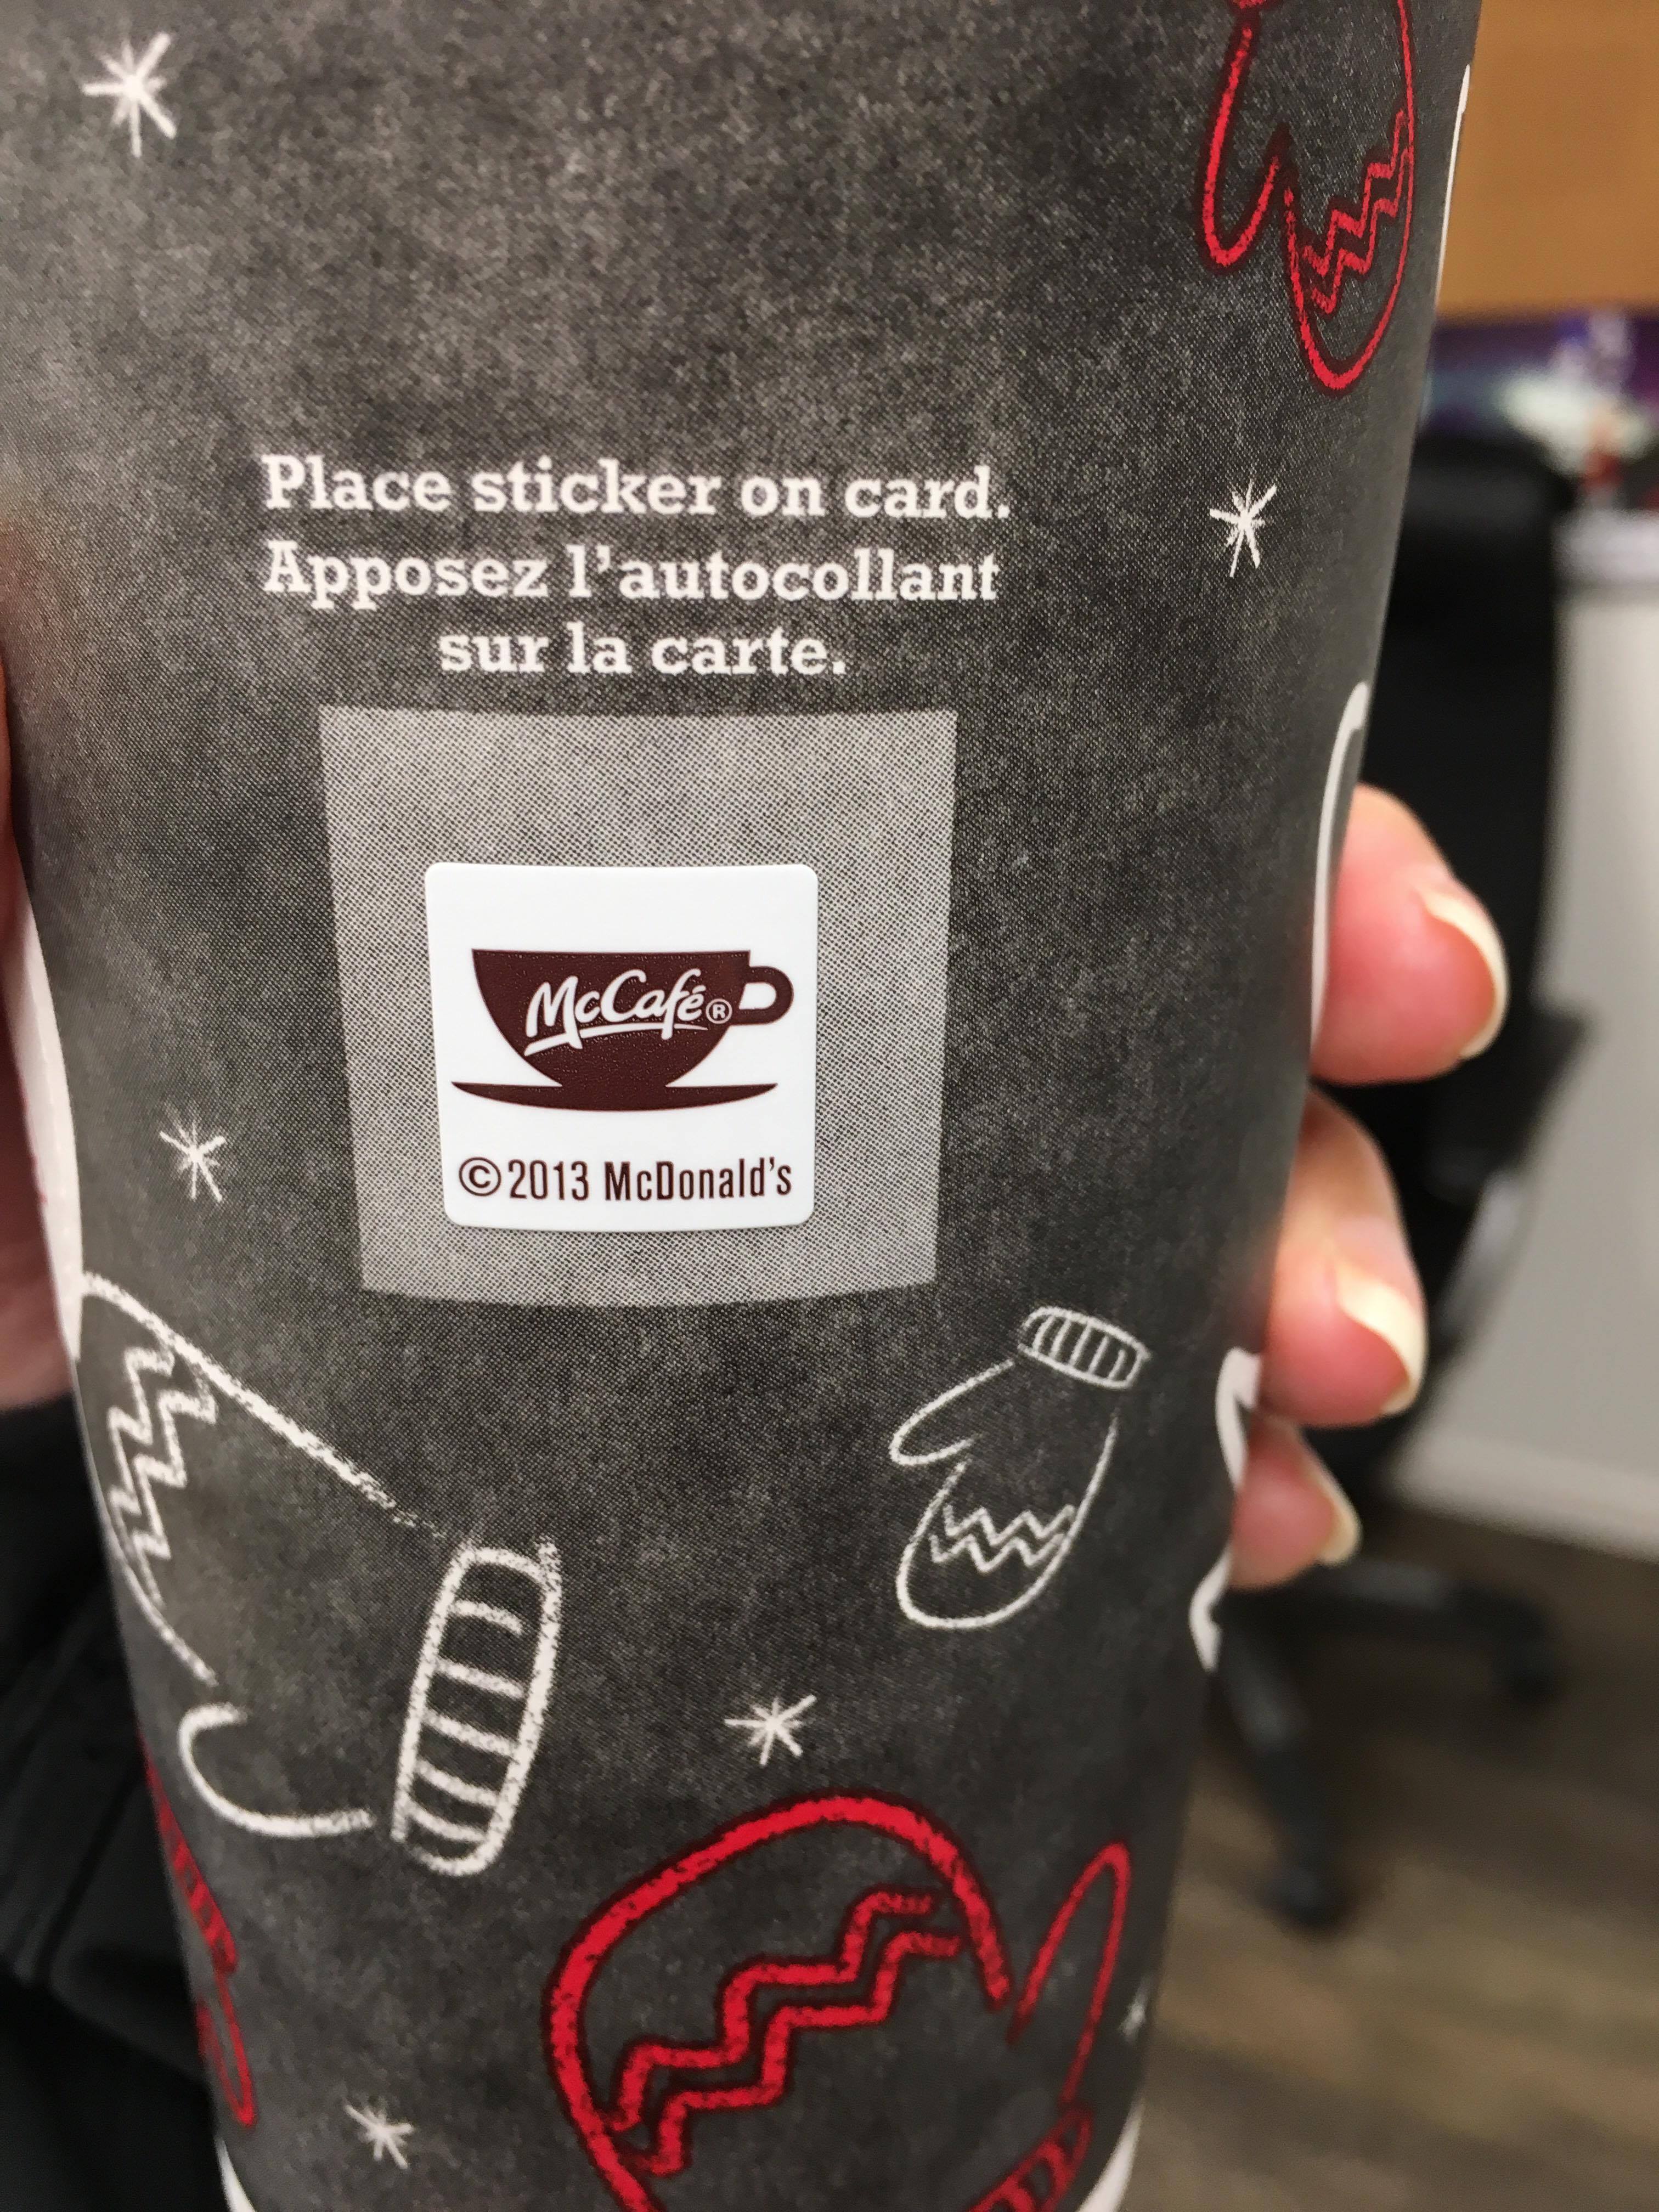 Place sticker on card.
Apposez l'autocollant
sur la carte.
McCafé®
©2013 McDonald's